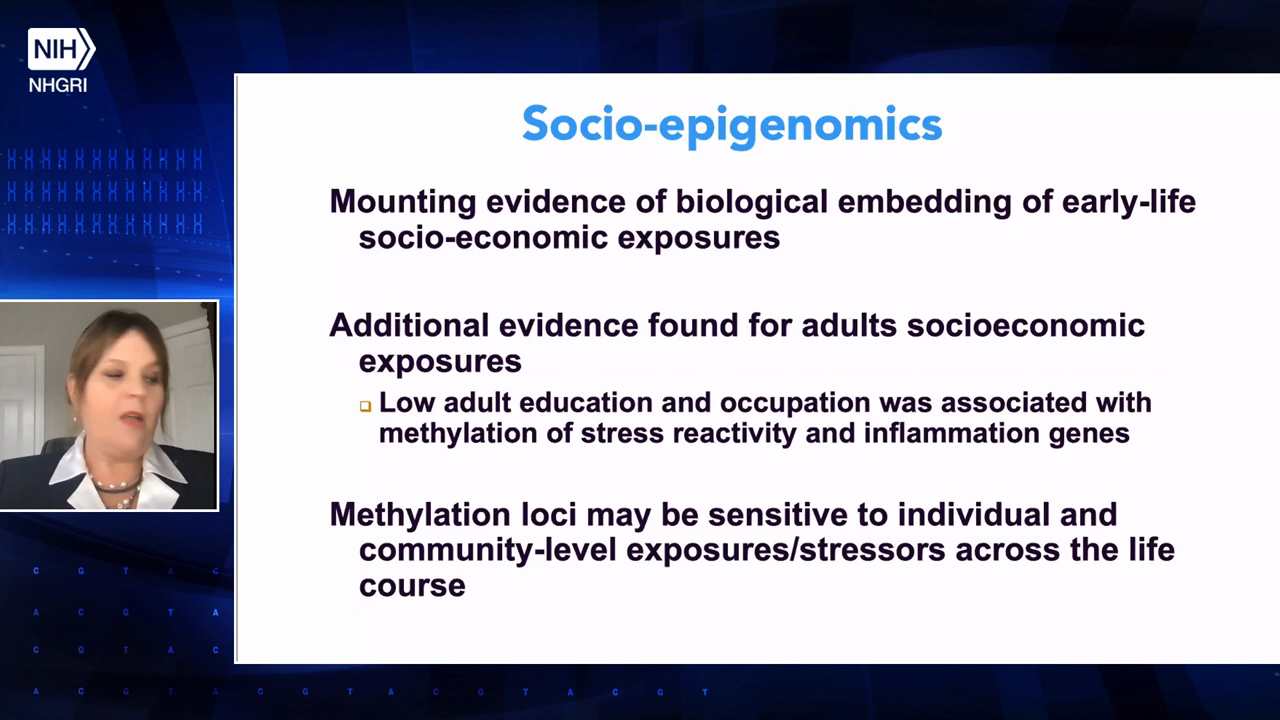 NIH
NHGRI
Socio-epigenomics
Mounting evidence of biological embedding of early-life
socio-economic exposures
Additional evidence found for adults socioeconomic
exposures
Low adult education and occupation was associated with
methylation of stress reactivity and inflammation genes
Methylation loci may be sensitive to individual and
community-level exposures/stressors across the life
course
C G T A C
A C G T A
C G T A C
A C G T A C G T A C G T A C G T